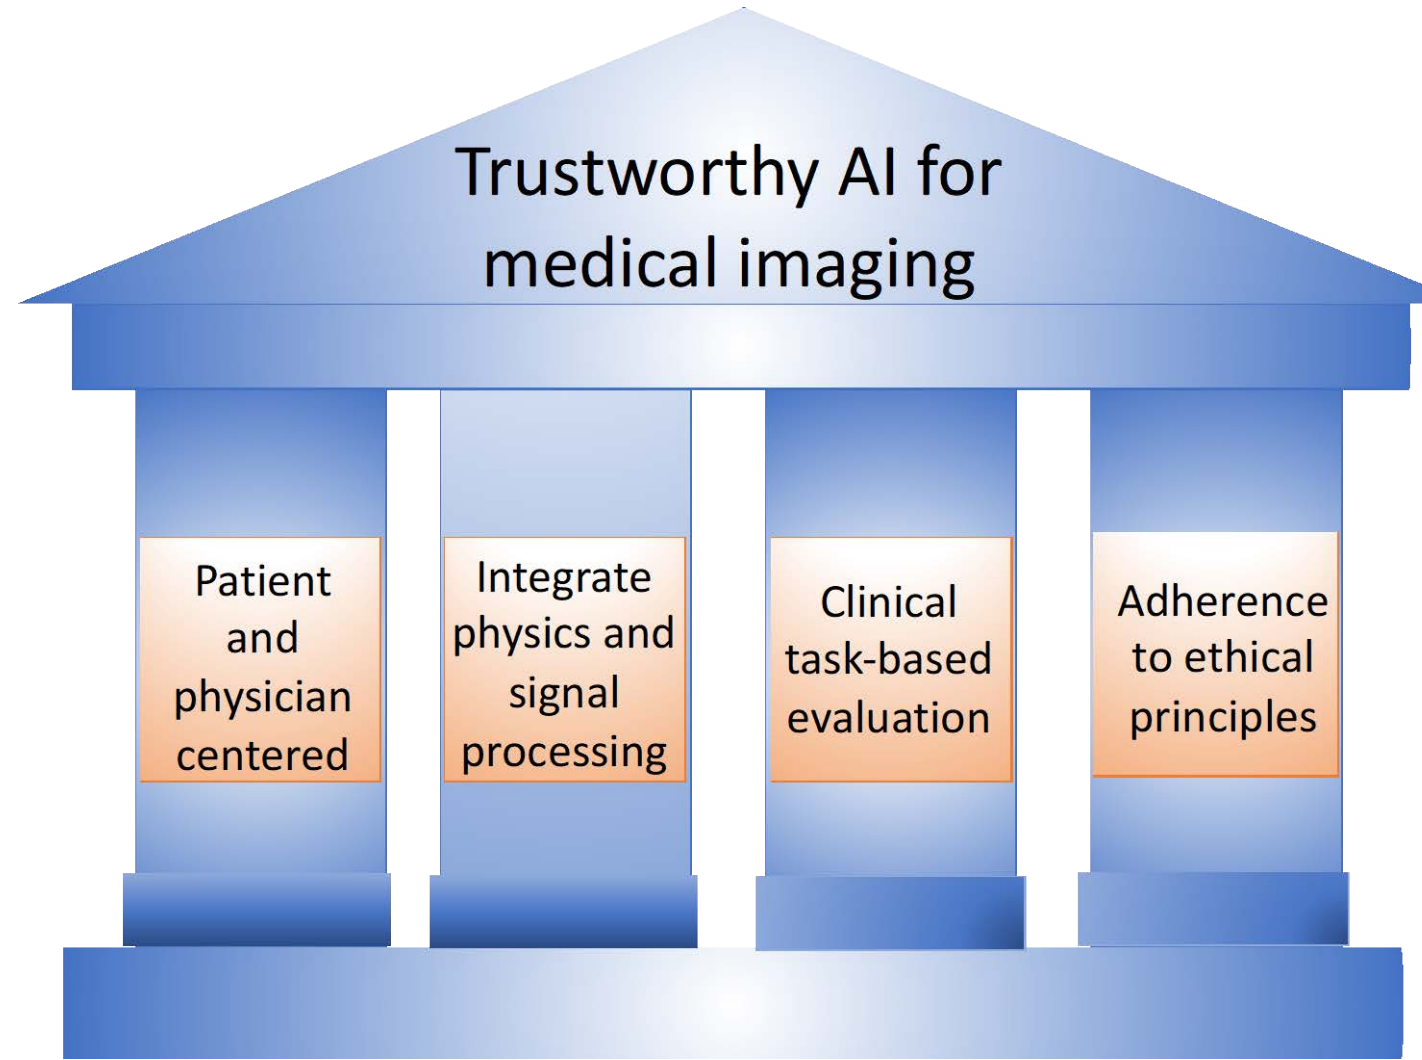 Trustworthy AI for
medical imaging
Patient
and
physician
centered
Integrate
physics and
signal
processing
Clinical
task-based
evaluation
Adherence
to ethical
principles